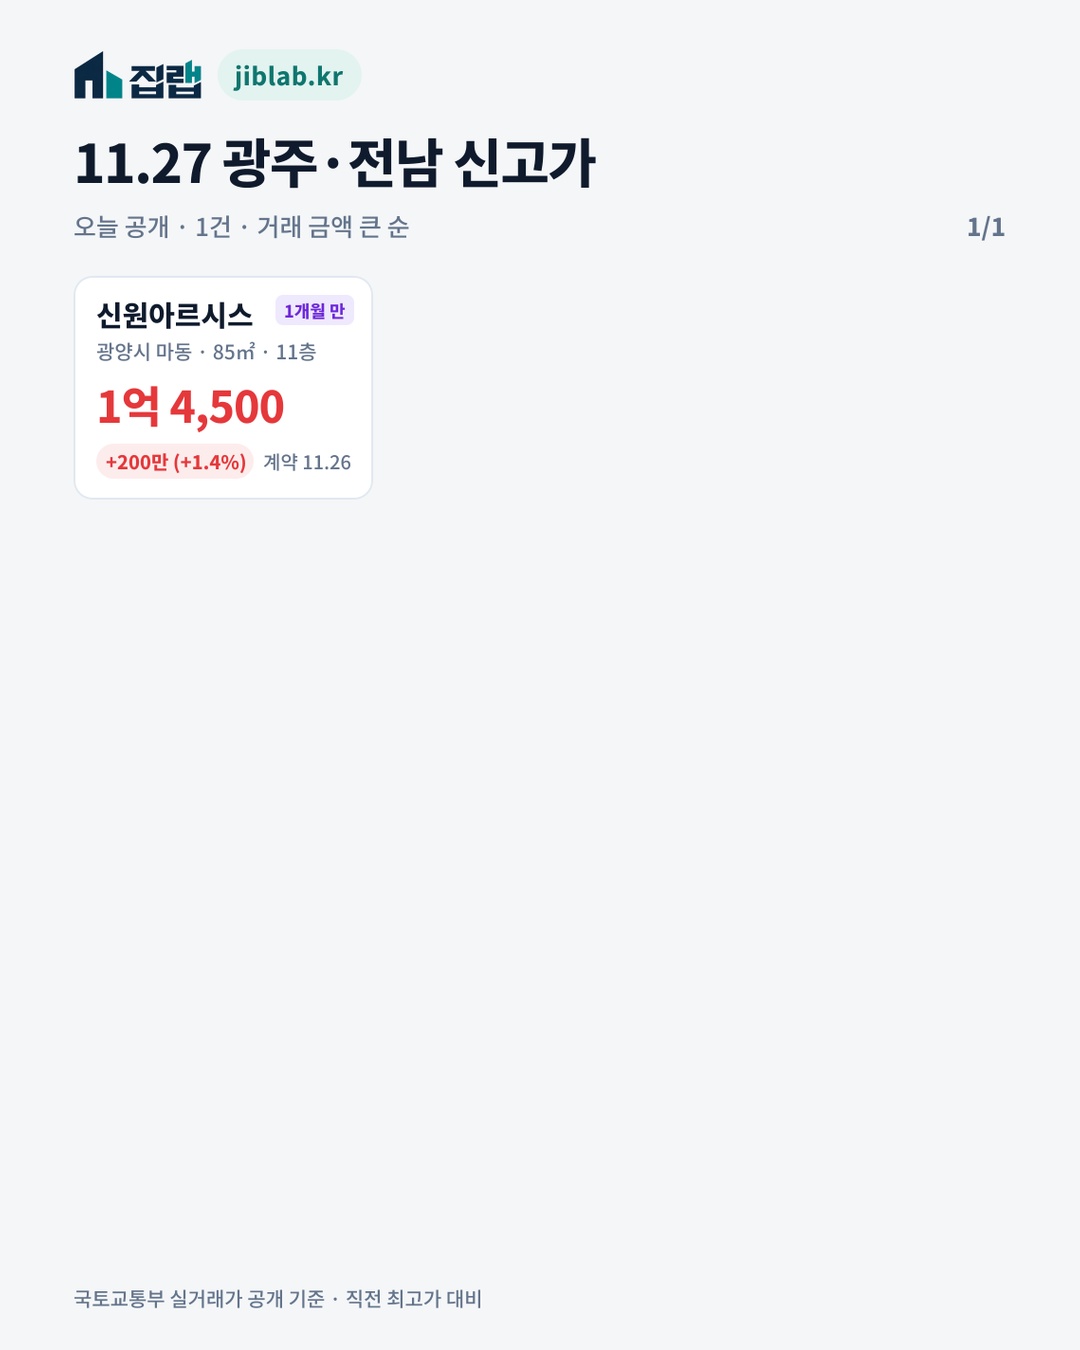 집랩 jiblab.kr
11.27 광주·전남 신고가
오늘 공개 · 1건 · 거래 금액 큰 순 1/1
신원아르시스 1개월 만
광양시 마동 · 85㎡ · 11층
1억 4,500
+200만 (+1.4%) 계약 11.26
국토교통부 실거래가 공개 기준 · 직전 최고가 대비